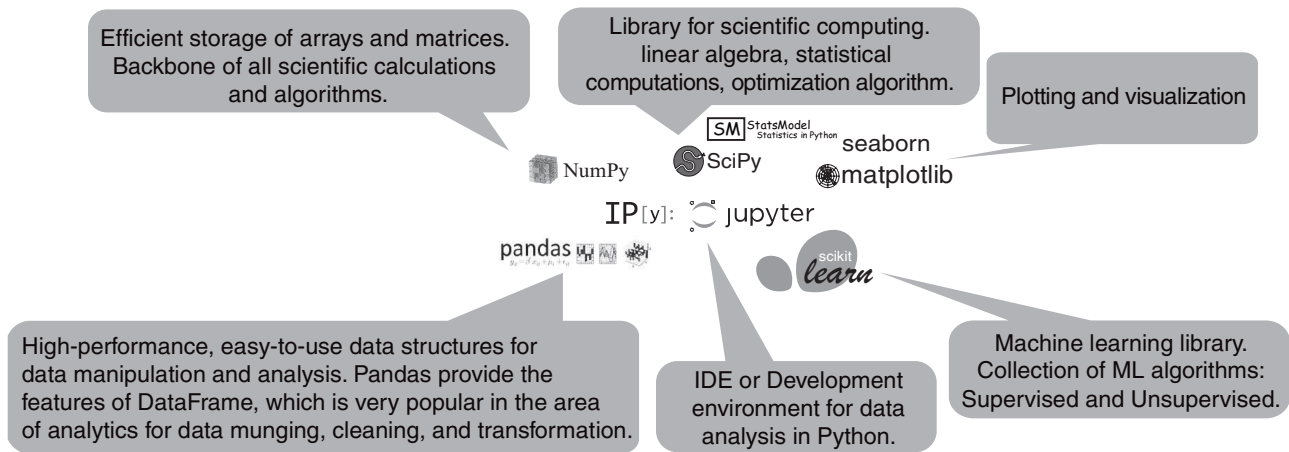 Efficient storage of arrays and matrices.
Backbone of all scientific calculations
and algorithms.
Library for scientific computing.
linear algebra, statistical
computations, optimization algorithm.
Plotting and visualization
SM StatsModel
Statistics in Python
NumPy
SciPy
seaborn
matplotlib
IP[y]:
jupyter
pandas
scikit
learn
High-performance, easy-to-use data structures for
data manipulation and analysis. Pandas provide the
features of DataFrame, which is very popular in the area
of analytics for data munging, cleaning, and transformation.
IDE or Development
environment for data
analysis in Python.
Machine learning library.
Collection of ML algorithms:
Supervised and Unsupervised.